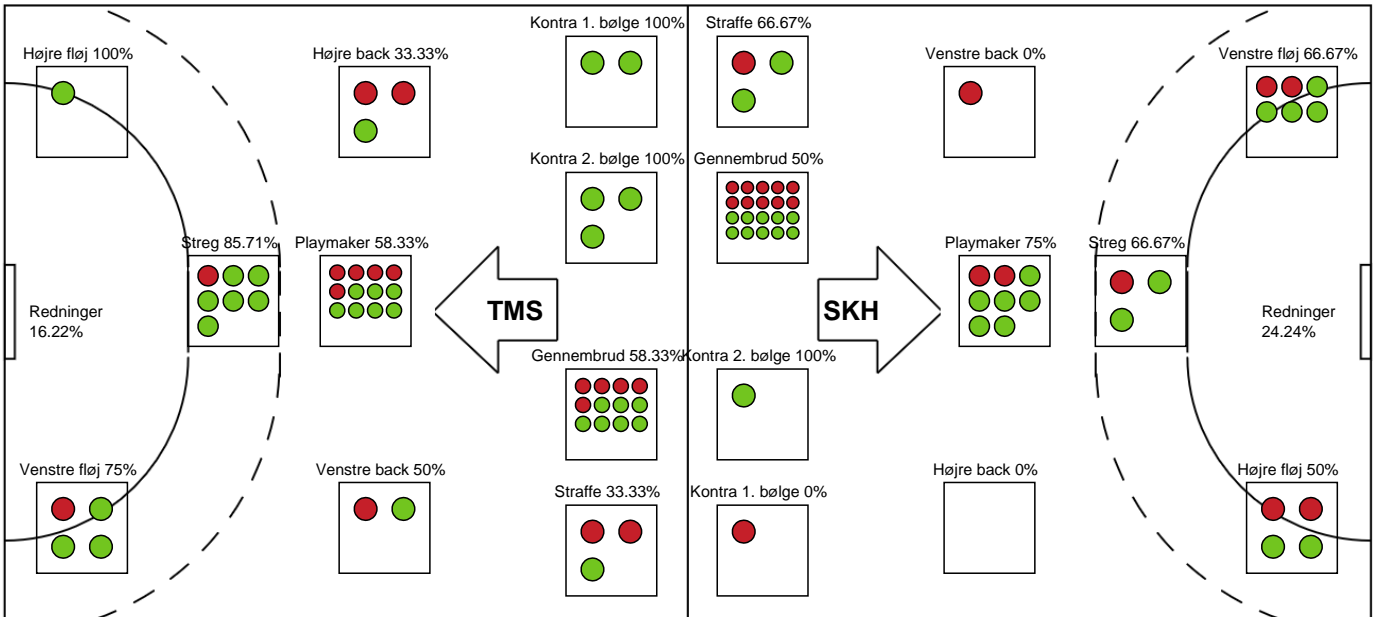 Kontra 1. bølge 100%
Straffe 66.67%
Højre fløj 100%
Højre back 33.33%
Venstre back 0%
Venstre fløj 66.67%
Kontra 2. bølge 100%
Gennembrud 50%
Streg 85.71%
Playmaker 58.33%
Playmaker 75%
Streg 66.67%
Redninger
16.22%
TMS
SKH
Redninger
24.24%
Gennembrud 58.33%
Kontra 2. bølge 100%
Venstre fløj 75%
Venstre back 50%
Højre back 0%
Højre fløj 50%
Straffe 33.33%
Kontra 1. bølge 0%